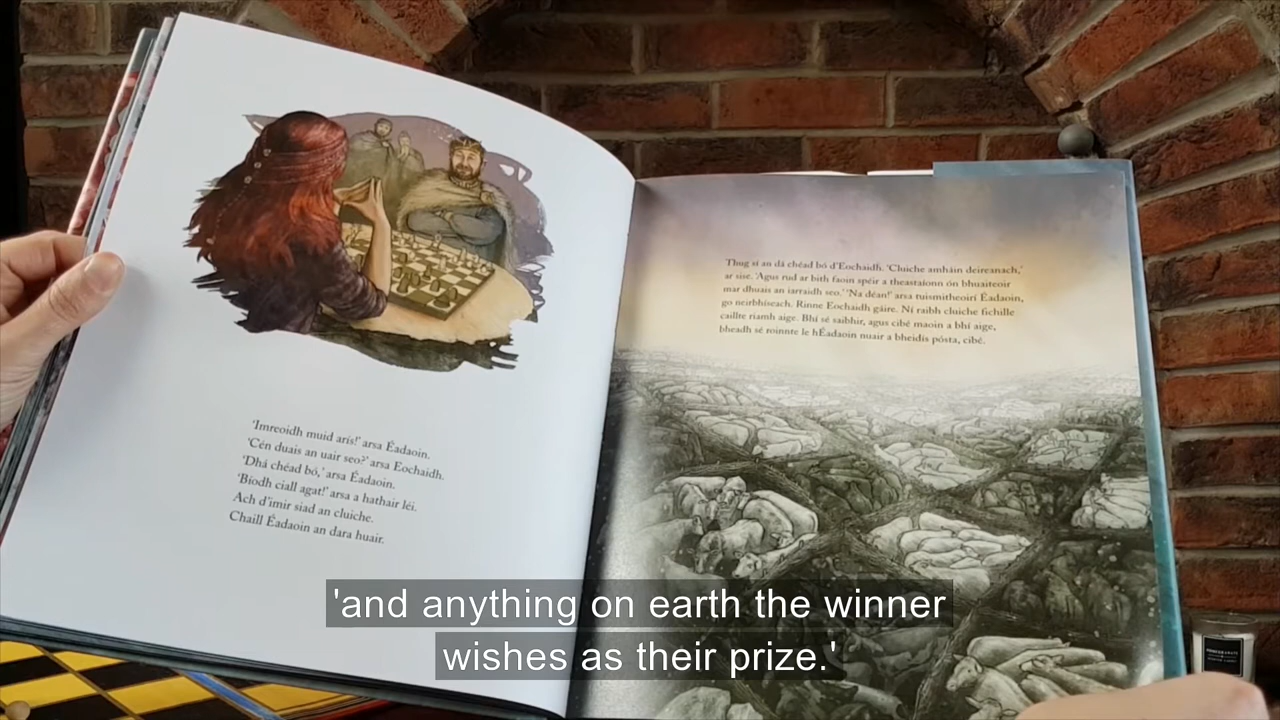 'Imreoidh muid arís!' arsa Éadaoin.
'Cén duais an uair seo?' arsa Eochaidh.
'Dhá chéad bó,' arsa Éadaoin.
'Bíodh ciall agat!' arsa a hathair léi.
Ach d'imir siad an cluiche.
Chaill Éadaoin an dara huair.
Thug sí an dá chéad bó d'Eochaidh. 'Cluiche amháin deireanach,'
ar sise. 'Agus rud ar bith faoin spéir a theastaíonn ón bhuaiteoir
mar dhuais an iarraidh seo.' 'Na déan!' arsa tuismitheoirí Éadaoin,
go neirbhíseach. Rinne Eochaidh gáire. Ní raibh cluiche fichille
caillte riamh aige. Bhí sé saibhir, agus cibé maoin a bhí aige,
bheadh sé roinnte le hÉadaoin nuair a bheidís pósta, cibé.
'and anything on earth the winner
wishes as their prize.'